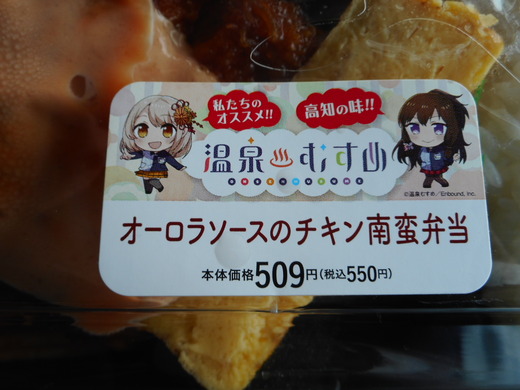 私たちの
オススメ!!
高知の味!!
温泉むすめ
ONSEN MUSUME
©温泉むすめ/Enbound, inc.
オーロラソースのチキン南蛮弁当
本体価格509円(税込550円)